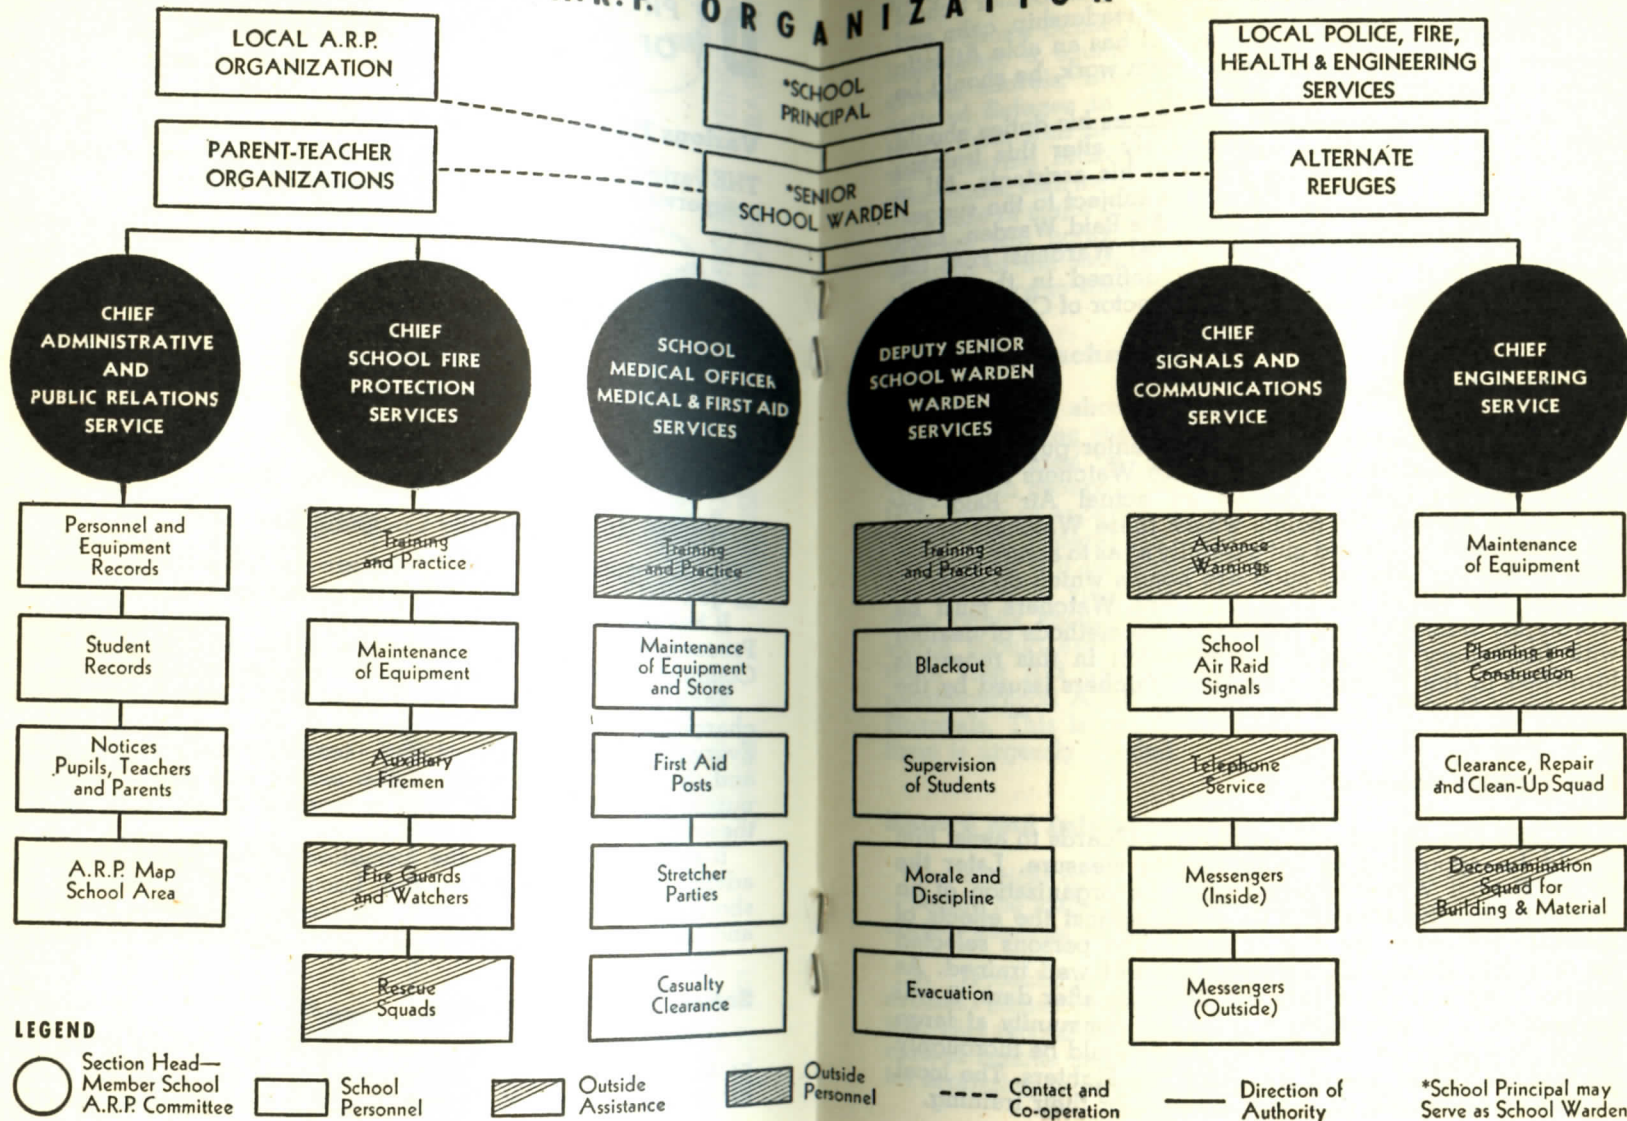 A.R.P. ORGANIZATION
LOCAL A.R.P.
ORGANIZATION
*SCHOOL
PRINCIPAL
LOCAL POLICE, FIRE,
HEALTH & ENGINEERING
SERVICES
PARENT-TEACHER
ORGANIZATIONS
*SENIOR
SCHOOL WARDEN
ALTERNATE
REFUGES
CHIEF
ADMINISTRATIVE
AND
PUBLIC RELATIONS
SERVICE
CHIEF
SCHOOL FIRE
PROTECTION
SERVICES
SCHOOL
MEDICAL OFFICER
MEDICAL & FIRST AID
SERVICES
DEPUTY SENIOR
SCHOOL WARDEN
WARDEN
SERVICES
CHIEF
SIGNALS AND
COMMUNICATIONS
SERVICE
CHIEF
ENGINEERING
SERVICE
Personnel and
Equipment
Records
Student
Records
Notices
Pupils, Teachers
and Parents
A.R.P. Map
School Area
Training
and Practice
Maintenance
of Equipment
Auxiliary
Firemen
Fire Guards
and Watchers
Rescue
Squads
Training
and Practice
Maintenance
of Equipment
and Stores
First Aid
Posts
Stretcher
Parties
Casualty
Clearance
Training
and Practice
Blackout
Supervision
of Students
Morale and
Discipline
Evacuation
Advance
Warnings
School
Air Raid
Signals
Telephone
Service
Messengers
(Inside)
Messengers
(Outside)
Maintenance
of Equipment
Planning and
Construction
Clearance, Repair
and Clean-Up Squad
Decontamination
Squad for
Building & Material
LEGEND
Section Head—
Member School
A.R.P. Committee
School
Personnel
Outside
Assistance
Outside
Personnel
Contact and
Co-operation
Direction of
Authority
*School Principal may
Serve as School Warden